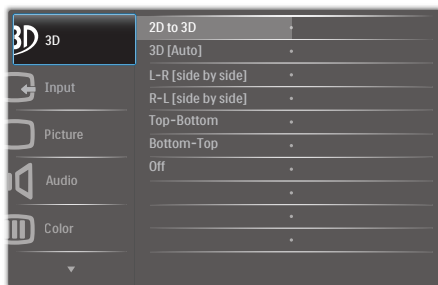 3D 3D
Input
Picture
Audio
Color
2D to 3D
3D [Auto]
L-R [side by side]
R-L [side by side]
Top-Bottom
Bottom-Top
Off